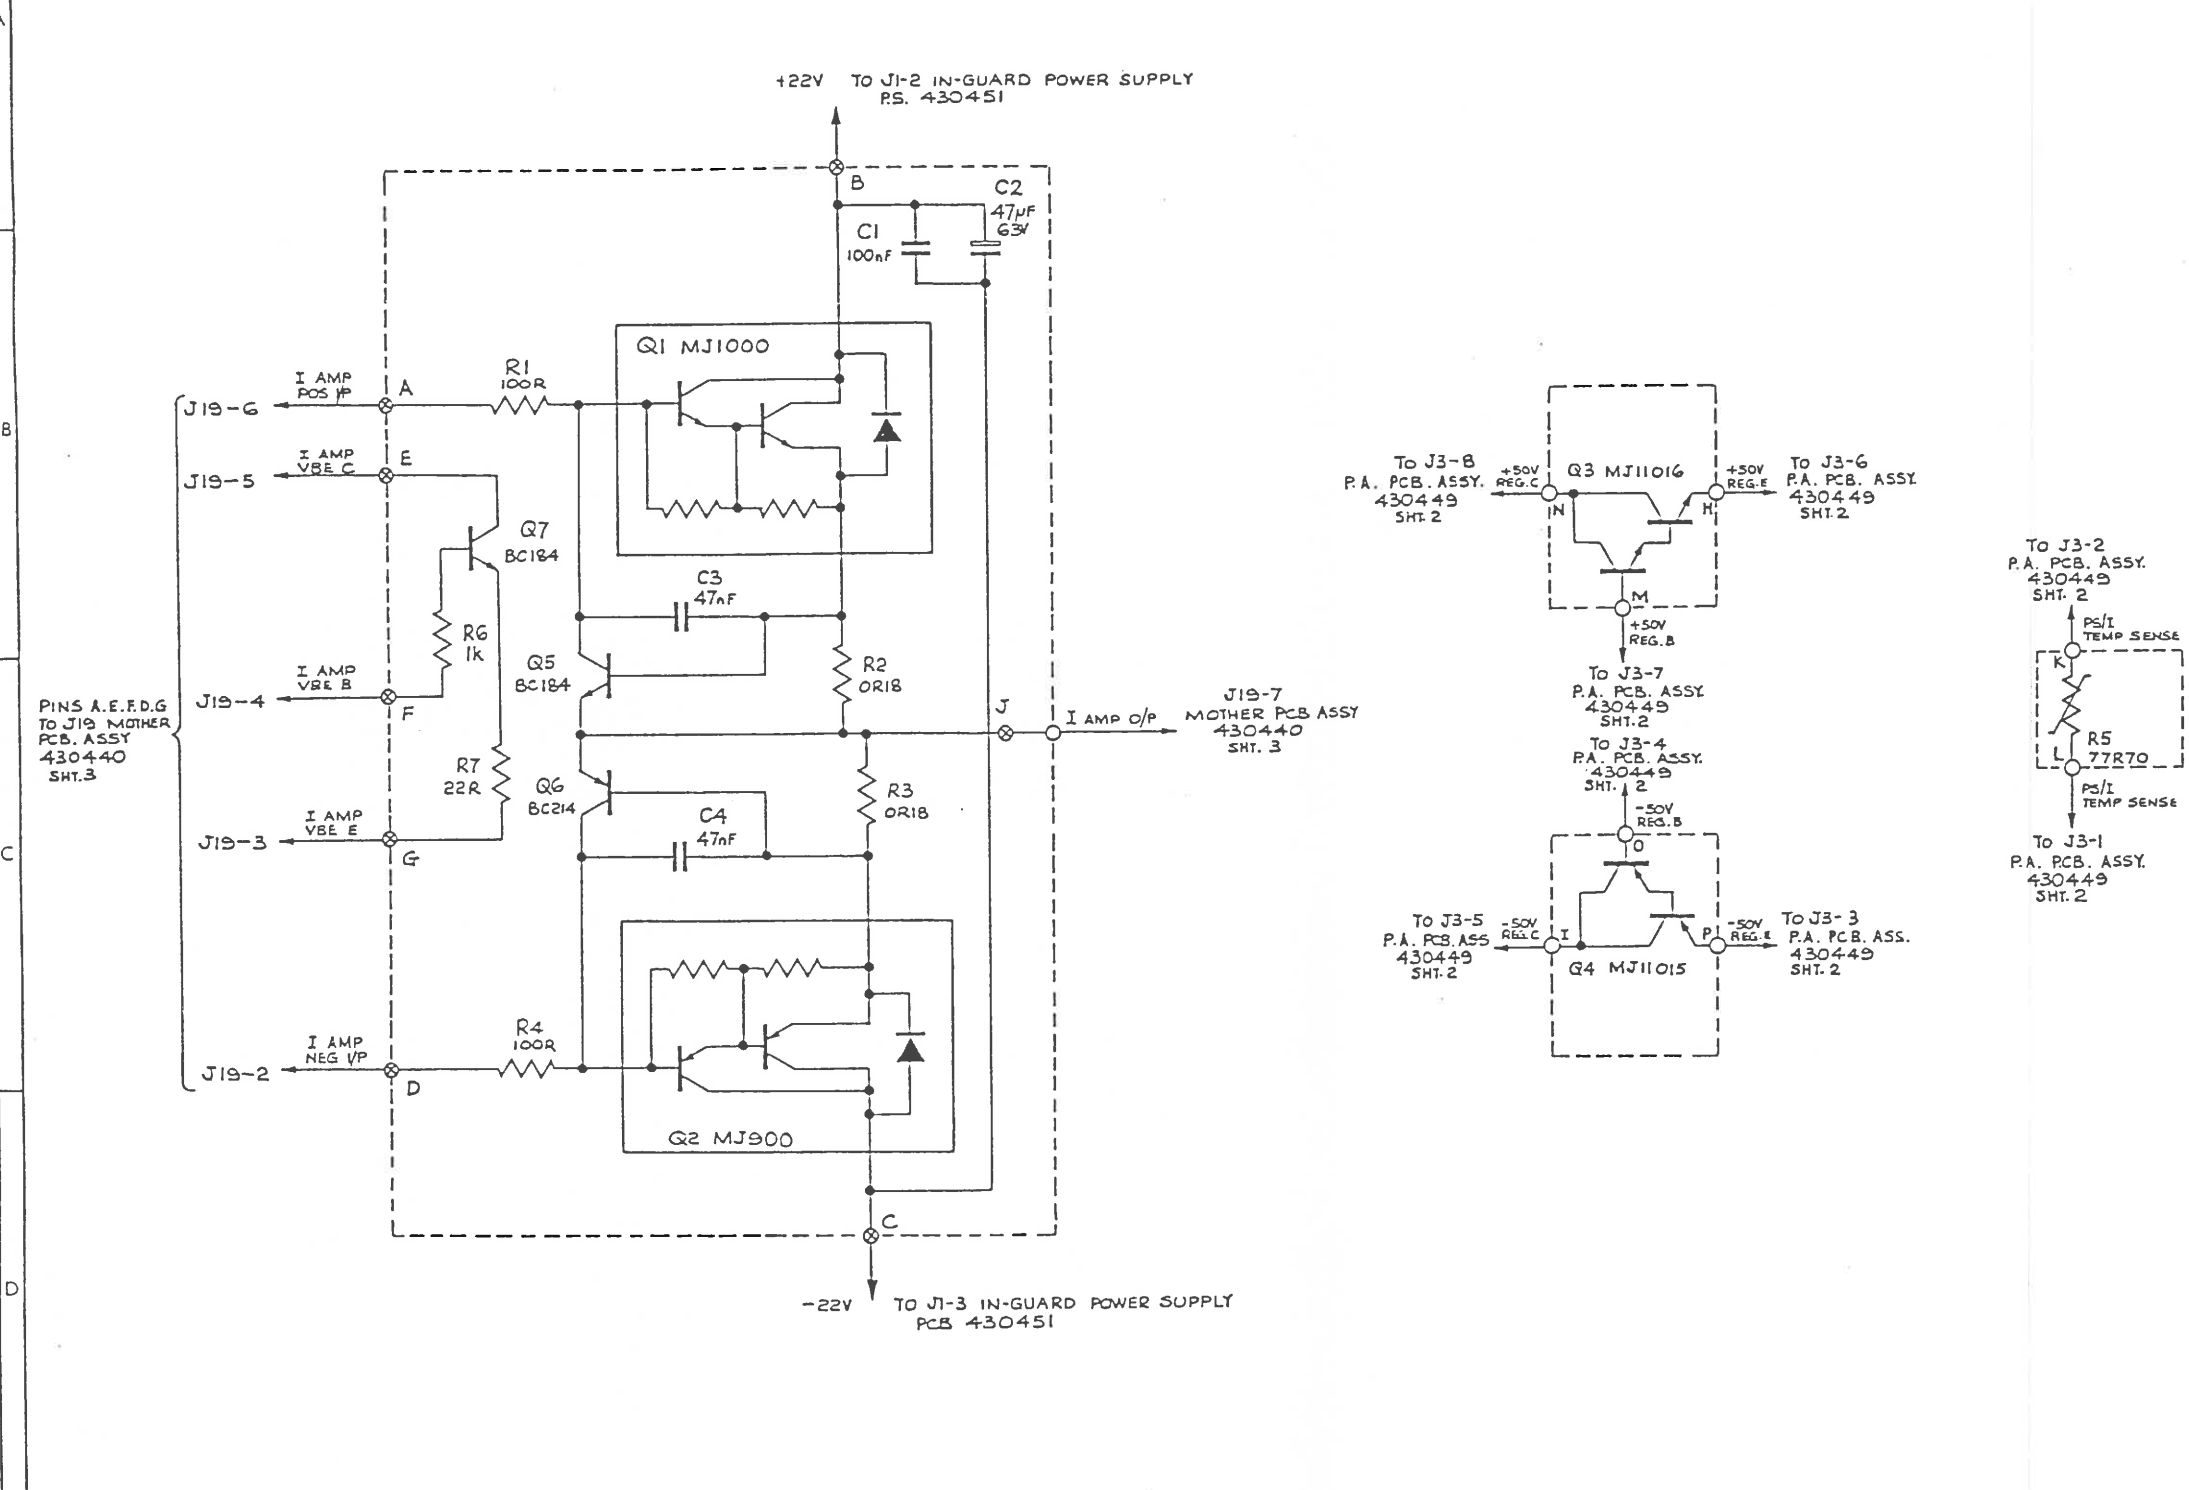 +22V TO J1-2 IN-GUARD POWER SUPPLY
P.S. 430451
B
C2
47µF
63V
C1
100nF
Q1 MJ1000
R1
100R
I AMP
POS I/P
A
J19-6
I AMP
VBE C
E
J19-5
Q7
BC184
C3
47nF
R6
1k
Q5
BC184
R2
0R18
I AMP
VBE B
J19-4
F
PINS A.E.F.D.G
TO J19 MOTHER
PCB. ASSY
430440
SHT.3
J
I AMP O/P
J19-7
MOTHER PCB ASSY
430440
SHT. 3
R7
22R
Q6
BC214
R3
0R18
C4
47nF
I AMP
VBE E
J19-3
G
R4
100R
I AMP
NEG I/P
J19-2
D
Q2 MJ900
C
-22V TO J1-3 IN-GUARD POWER SUPPLY
PCB 430451
TO J3-8
P.A. PCB. ASSY.
430449
SHT. 2
+50V
REG.C
N
Q3 MJ11016
H
+50V
REG.E
TO J3-6
P.A. PCB. ASSY.
430449
SHT. 2
M
+50V
REG.B
TO J3-7
P.A. PCB. ASSY.
430449
SHT.2
TO J3-4
P.A. PCB. ASSY.
430449
SHT. 2
-50V
REG.B
O
TO J3-5
P.A. PCB. ASS
430449
SHT. 2
-50V
REG.C
I
Q4 MJ11015
P
-50V
REG.E
TO J3-3
P.A. PCB. ASS.
430449
SHT. 2
TO J3-2
P.A. PCB. ASSY.
430449
SHT. 2
PS/I
TEMP SENSE
K
R5
77R70
L
PS/I
TEMP SENSE
TO J3-1
P.A. PCB. ASSY.
430449
SHT. 2
B
C
D